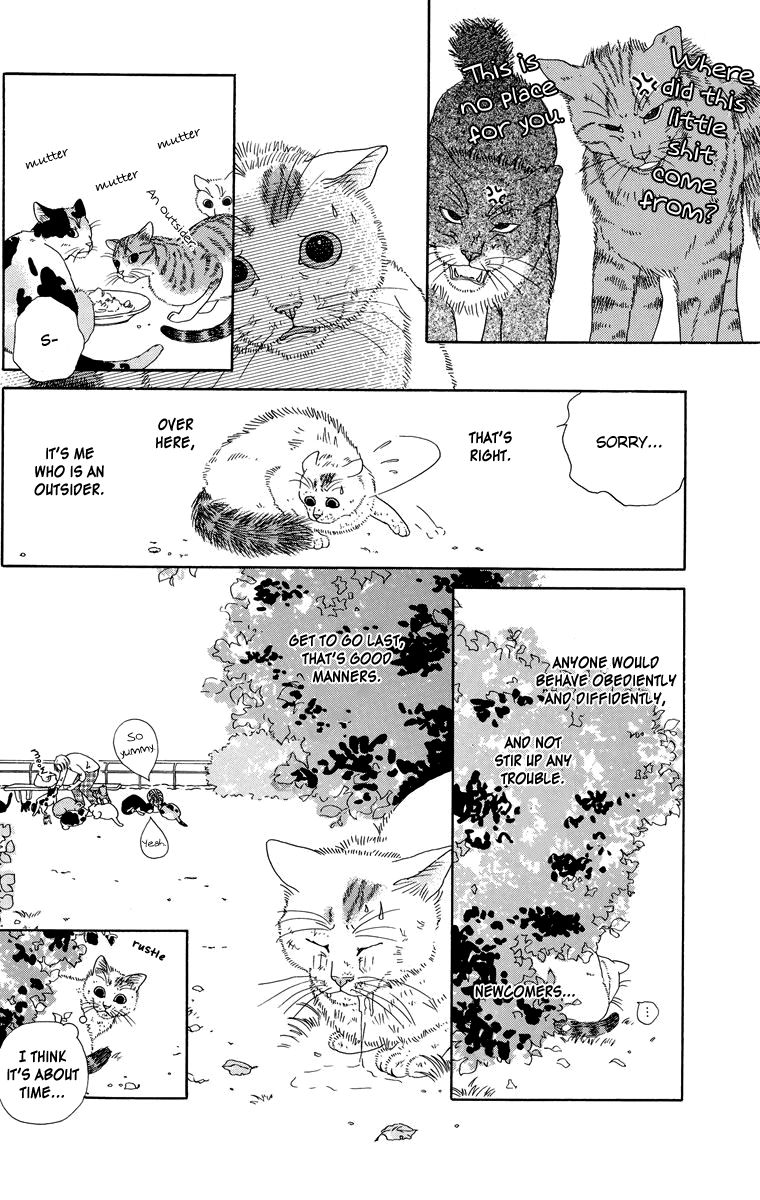 Where
did this
little
shit
come
from?
This is
no place
for you.
mutter
mutter
mutter
An outsider.
S-
SORRY...
THAT'S
RIGHT.
OVER
HERE,
IT'S ME
WHO IS AN
OUTSIDER.
ANYONE WOULD
BEHAVE OBEDIENTLY
AND DIFFIDENTLY,
AND NOT
STIR UP ANY
TROUBLE.
NEWCOMERS...
...
GET TO GO LAST,
THAT'S GOOD
MANNERS.
So
yummy.
meow
Yeah.
rustle
I THINK
IT'S ABOUT
TIME...